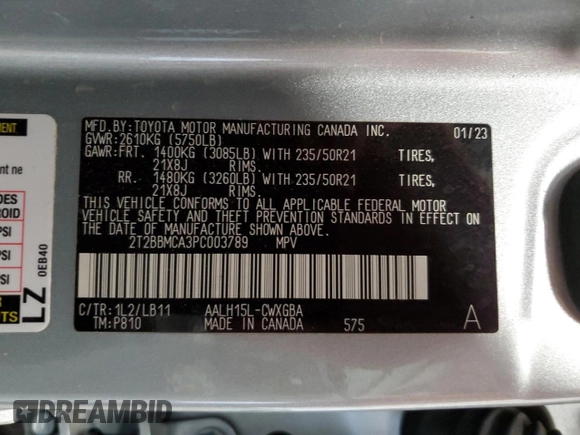 MFD.BY:TOYOTA MOTOR MANUFACTURING CANADA INC. 01/23
GVWR:2610KG (5750LB)
GAWR:FRT. 1400KG (3085LB) WITH 235/50R21 TIRES,
21X8J RIMS.
RR. 1480KG (3260LB) WITH 235/50R21 TIRES,
21X8J RIMS.
THIS VEHICLE CONFORMS TO ALL APPLICABLE FEDERAL MOTOR
VEHICLE SAFETY AND THEFT PREVENTION STANDARDS IN EFFECT ON
THE DATE OF MANUFACTURE SHOWN ABOVE.
2T2BBMCA3PC003789 MPV
C/TR:1L2/LB11 AALH15L-CWXGBA
TM:P810 MADE IN CANADA 575 A
LZ 0EB40
PSI
PSI
DREAMBID